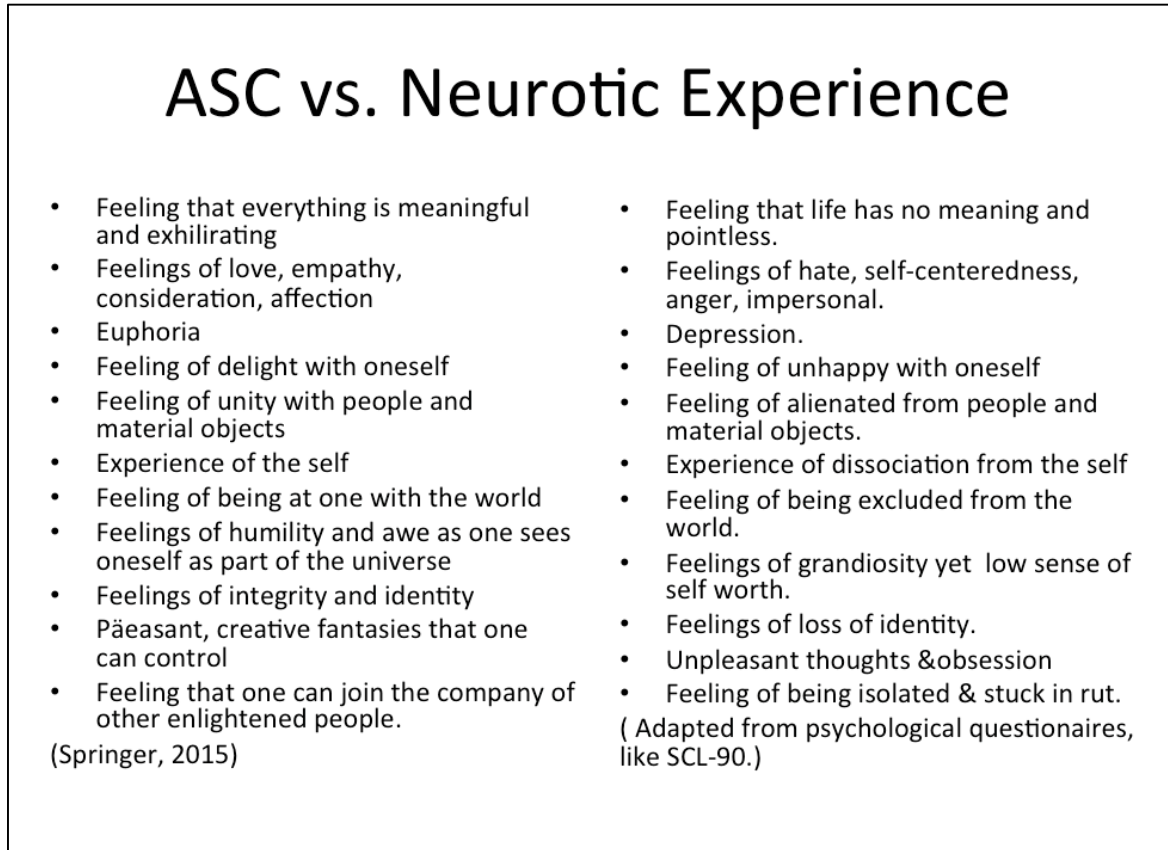 ASC vs. Neurotic Experience
• Feeling that everything is meaningful
and exhilirating
• Feelings of love, empathy,
consideration, affection
• Euphoria
• Feeling of delight with oneself
• Feeling of unity with people and
material objects
• Experience of the self
• Feeling of being at one with the world
• Feelings of humility and awe as one sees
oneself as part of the universe
• Feelings of integrity and identity
• Päeasant, creative fantasies that one
can control
• Feeling that one can join the company of
other enlightened people.
(Springer, 2015)
• Feeling that life has no meaning and
pointless.
• Feelings of hate, self-centeredness,
anger, impersonal.
• Depression.
• Feeling of unhappy with oneself
• Feeling of alienated from people and
material objects.
• Experience of dissociation from the self
• Feeling of being excluded from the
world.
• Feelings of grandiosity yet  low sense of
self worth.
• Feelings of loss of identity.
• Unpleasant thoughts &obsession
• Feeling of being isolated & stuck in rut.
( Adapted from psychological questionaires,
like SCL-90.)